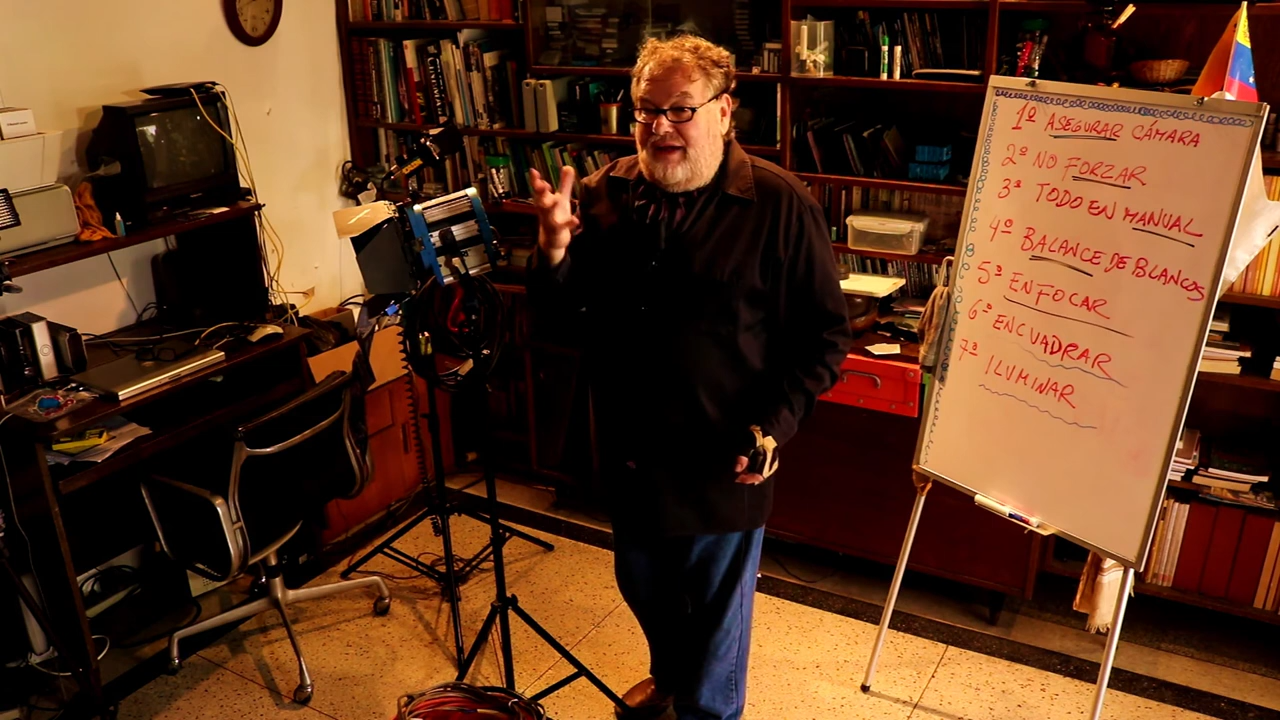 1º ASEGURAR CÁMARA
2º NO FORZAR
3º TODO EN MANUAL
4º BALANCE DE BLANCOS
5º ENFOCAR
6º ENCUADRAR
7º ILUMINAR